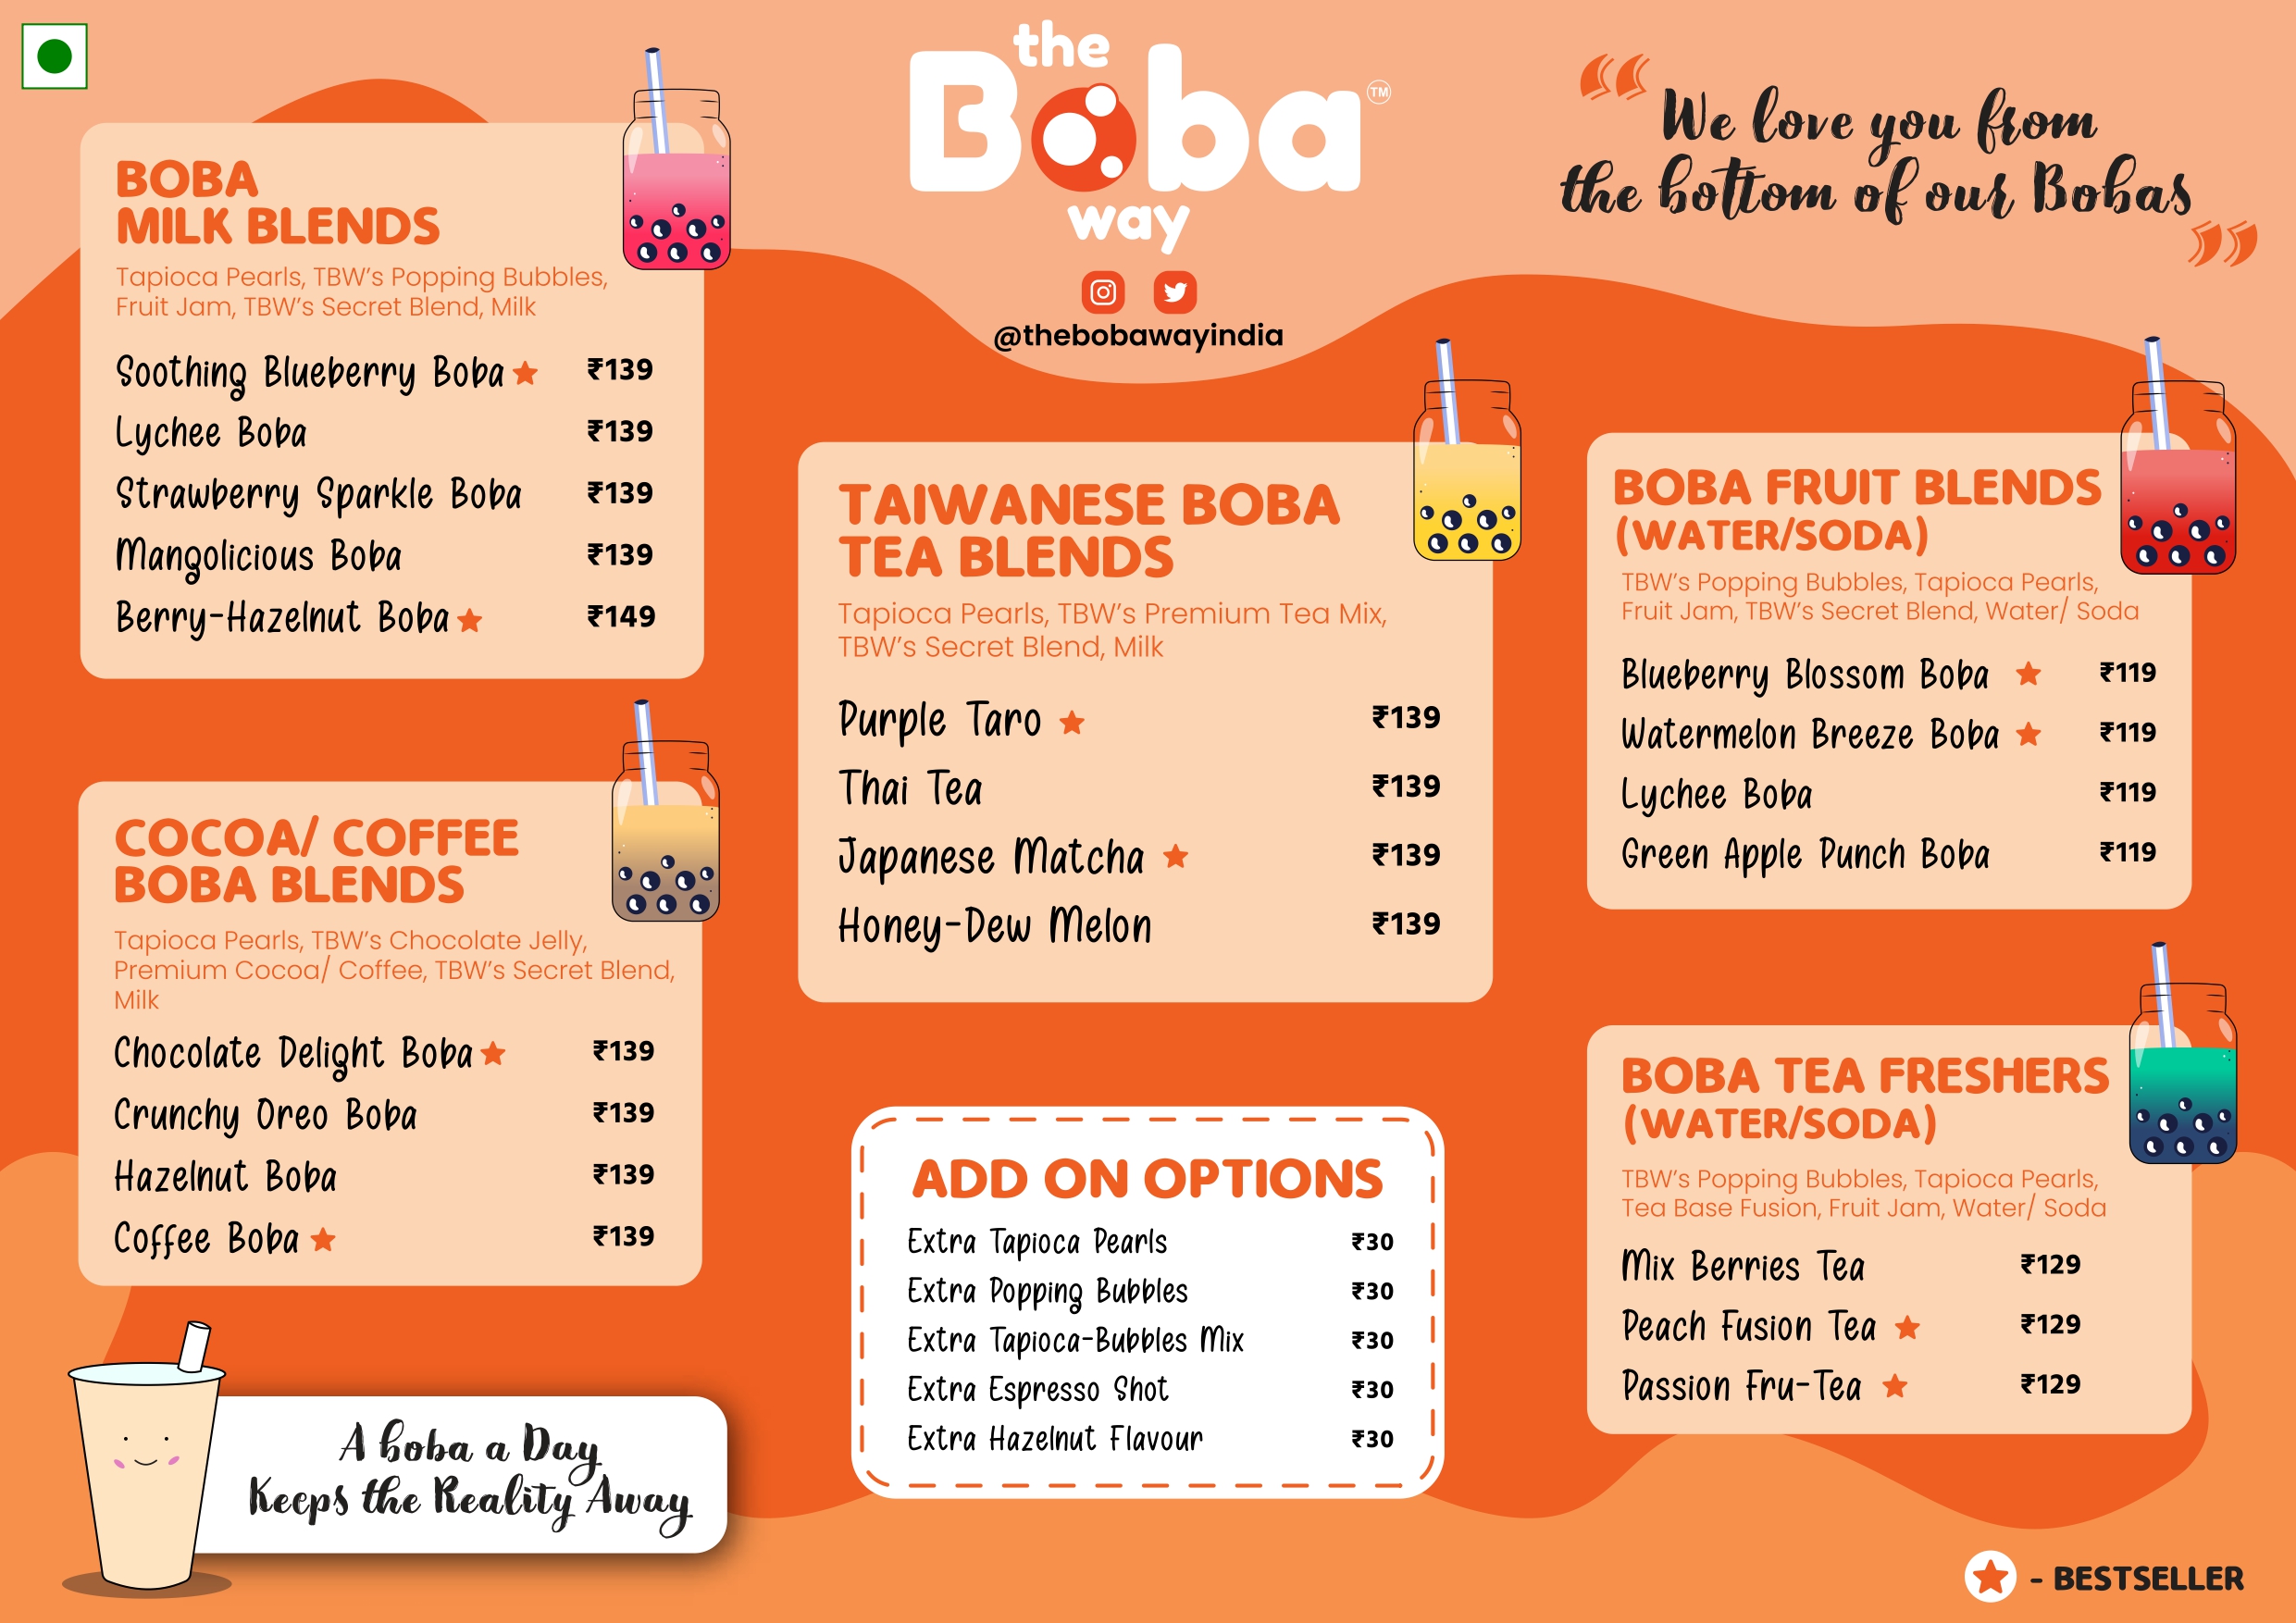 the
Boba
TM
way
@thebobawayindia
We love you from
the bottom of our Bobas
BOBA
MILK BLENDS
Tapioca Pearls, TBW's Popping Bubbles,
Fruit Jam, TBW's Secret Blend, Milk
Soothing Blueberry Boba ₹139
Lychee Boba ₹139
Strawberry Sparkle Boba ₹139
Mangolicious Boba ₹139
Berry-Hazelnut Boba ₹149
COCOA/ COFFEE
BOBA BLENDS
Tapioca Pearls, TBW's Chocolate Jelly,
Premium Cocoa/ Coffee, TBW's Secret Blend,
Milk
Chocolate Delight Boba ₹139
Crunchy Oreo Boba ₹139
Hazelnut Boba ₹139
Coffee Boba ₹139
A boba a Day
Keeps the Reality Away
TAIWANESE BOBA
TEA BLENDS
Tapioca Pearls, TBW's Premium Tea Mix,
TBW's Secret Blend, Milk
Purple Taro ₹139
Thai Tea ₹139
Japanese Matcha ₹139
Honey-Dew Melon ₹139
ADD ON OPTIONS
Extra Tapioca Pearls ₹30
Extra Popping Bubbles ₹30
Extra Tapioca-Bubbles Mix ₹30
Extra Espresso Shot ₹30
Extra Hazelnut Flavour ₹30
BOBA FRUIT BLENDS
(WATER/SODA)
TBW's Popping Bubbles, Tapioca Pearls,
Fruit Jam, TBW's Secret Blend, Water/ Soda
Blueberry Blossom Boba ₹119
Watermelon Breeze Boba ₹119
Lychee Boba ₹119
Green Apple Punch Boba ₹119
BOBA TEA FRESHERS
(WATER/SODA)
TBW's Popping Bubbles, Tapioca Pearls,
Tea Base Fusion, Fruit Jam, Water/ Soda
Mix Berries Tea ₹129
Peach Fusion Tea ₹129
Passion Fru-Tea ₹129
- BESTSELLER